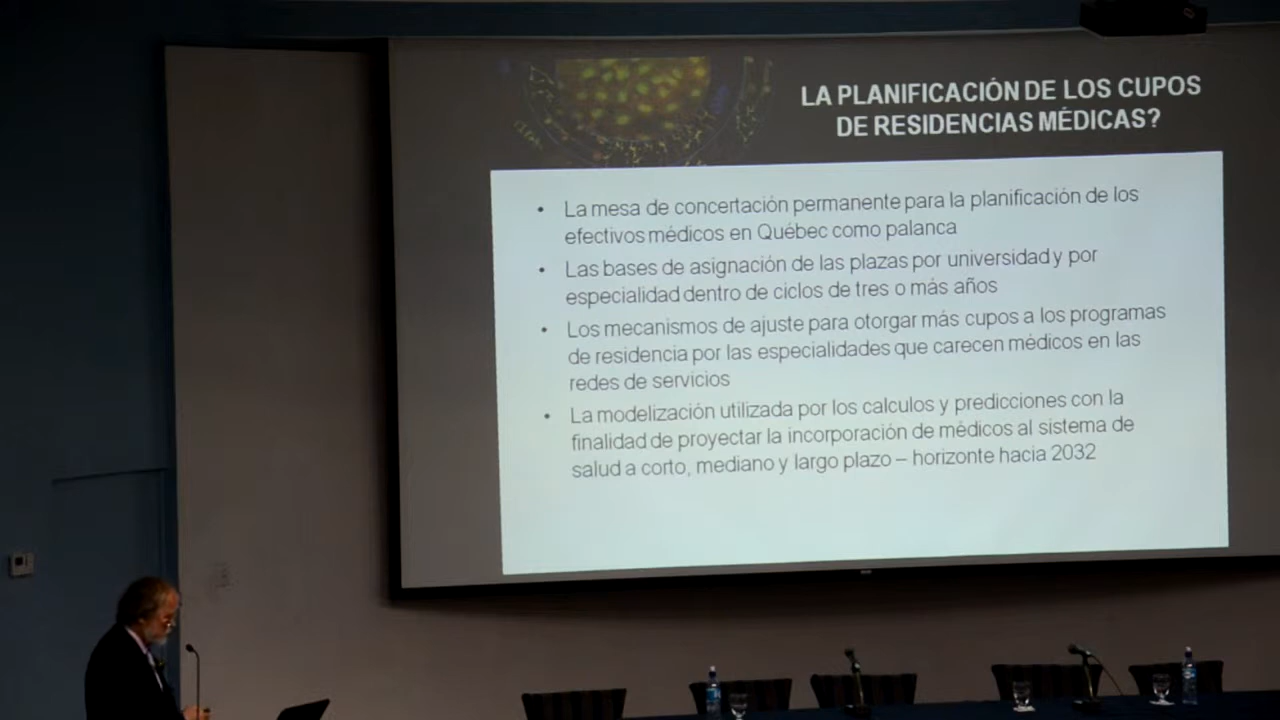 LA PLANIFICACIÓN DE LOS CUPOS
DE RESIDENCIAS MÉDICAS?
• La mesa de concertación permanente para la planificación de los
efectivos médicos en Québec como palanca
• Las bases de asignación de las plazas por universidad y por
especialidad dentro de ciclos de tres o más años
• Los mecanismos de ajuste para otorgar más cupos a los programas
de residencia por las especialidades que carecen médicos en las
redes de servicios
• La modelización utilizada por los calculos y predicciones con la
finalidad de proyectar la incorporación de médicos al sistema de
salud a corto, mediano y largo plazo – horizonte hacia 2032